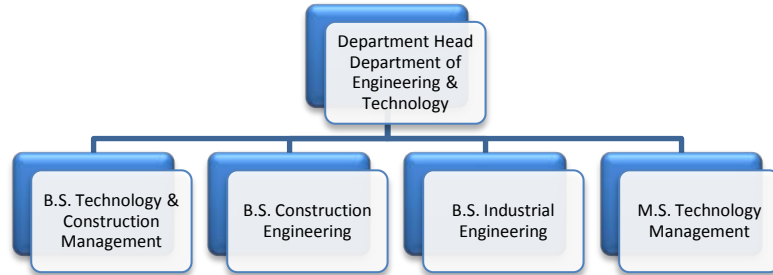 Department Head
Department of
Engineering &
Technology
B.S. Technology &
Construction
Management
B.S. Construction
Engineering
B.S. Industrial
Engineering
M.S. Technology
Management